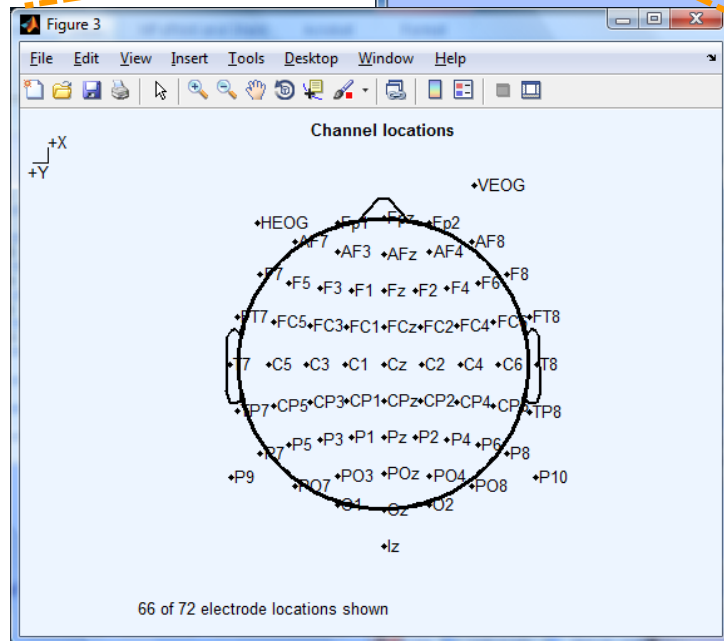 Figure 3
File Edit View Insert Tools Desktop Window Help
Channel locations
+X
+Y
VEOG
HEOG Fp1 Fpz Fp2
AF7 AF3 AFz AF4 AF8
F7 F5 F3 F1 Fz F2 F4 F6 F8
FT7 FC5 FC3 FC1 FCz FC2 FC4 FC6 FT8
T7 C5 C3 C1 Cz C2 C4 C6 T8
TP7 CP5 CP3 CP1 CPz CP2 CP4 CP6 TP8
P7 P5 P3 P1 Pz P2 P4 P6 P8
P9 PO7 PO3 POz PO4 PO8 P10
O1 Oz O2
Iz
66 of 72 electrode locations shown